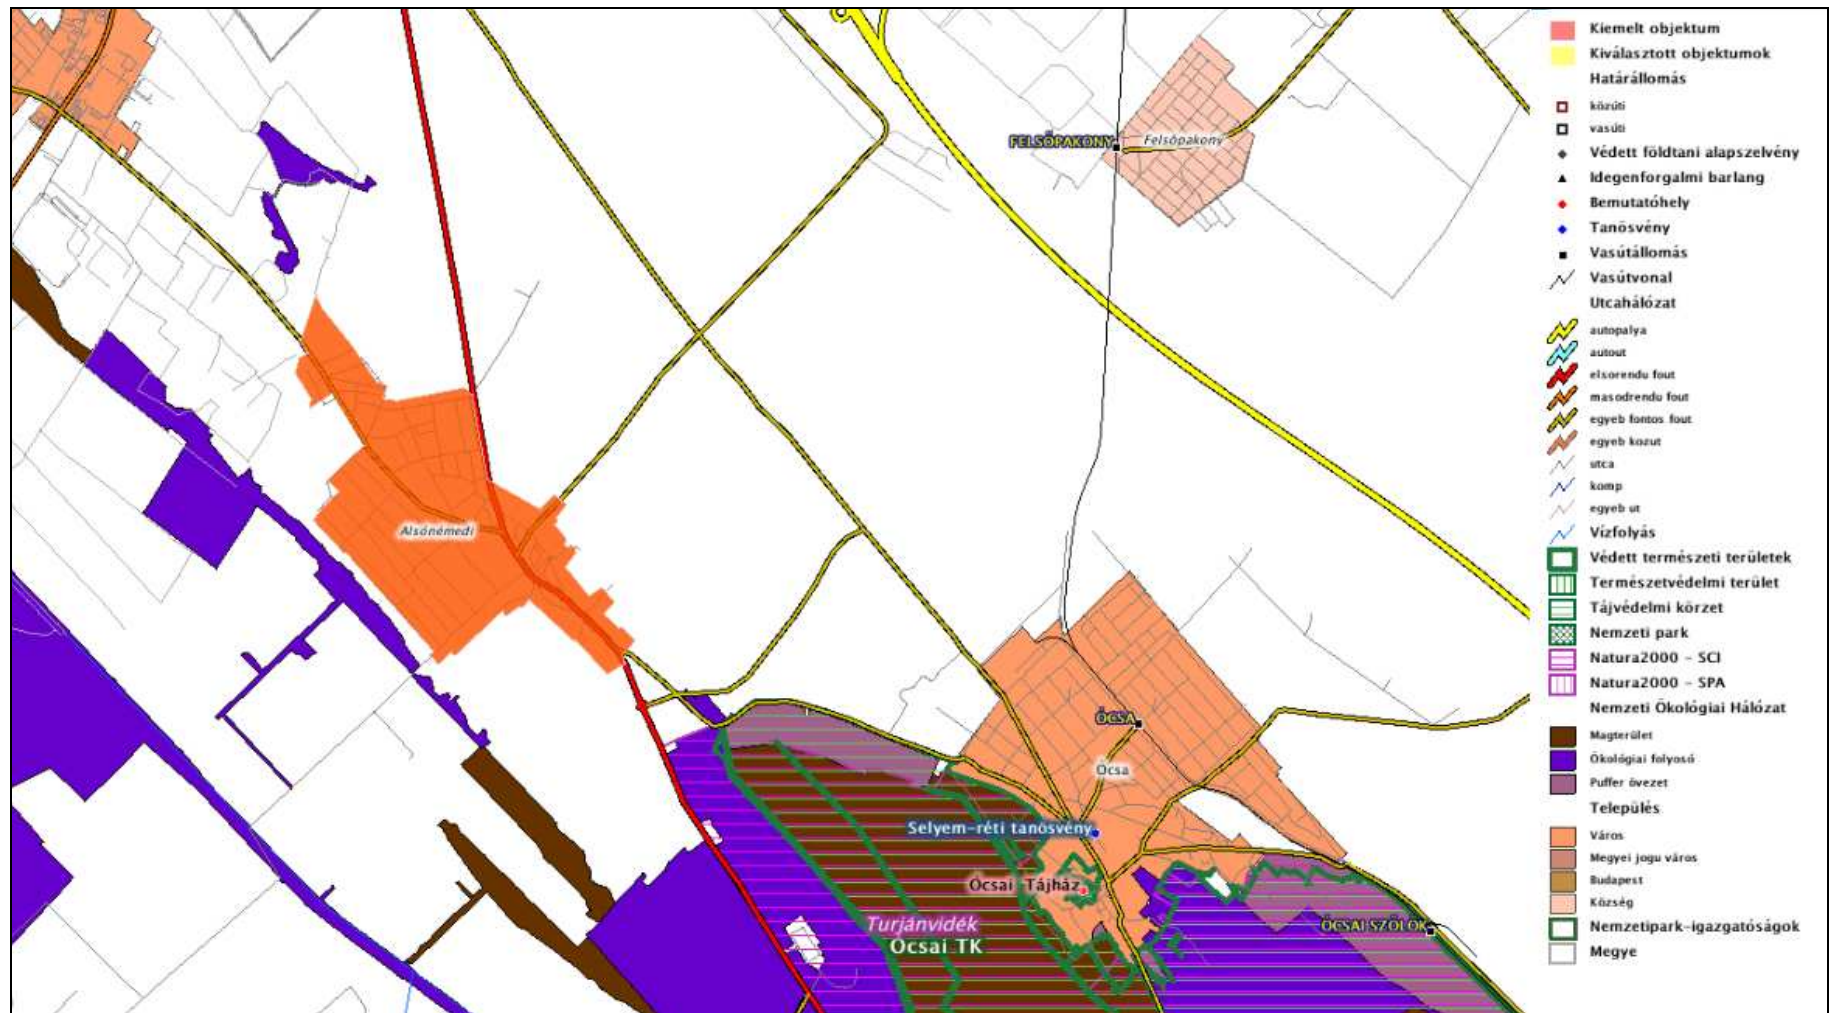 FELSŐPAKONY
Felsőpakony
Alsónémedi
ÓCSA
Ócsa
Selyem-réti tanösvény
Ócsai Tájház
Turjánvidék
Ócsai TK
ÓCSAI SZŐLŐK
Kiemelt objektum
Kiválasztott objektumok
Határállomás
közúti
vasúti
Védett földtani alapszelvény
Idegenforgalmi barlang
Bemutatóhely
Tanösvény
Vasútállomás
Vasútvonal
Utcahálózat
autopalya
autout
elsorendu fout
masodrendu fout
egyeb fontos fout
egyeb kozut
utca
komp
egyeb ut
Vízfolyás
Védett természeti területek
Természetvédelmi terület
Tájvédelmi körzet
Nemzeti park
Natura2000 - SCI
Natura2000 - SPA
Nemzeti Ökológiai Hálózat
Magterület
Ökológiai folyosó
Puffer övezet
Település
Város
Megyei jogu város
Budapest
Község
Nemzetipark-igazgatóságok
Megye